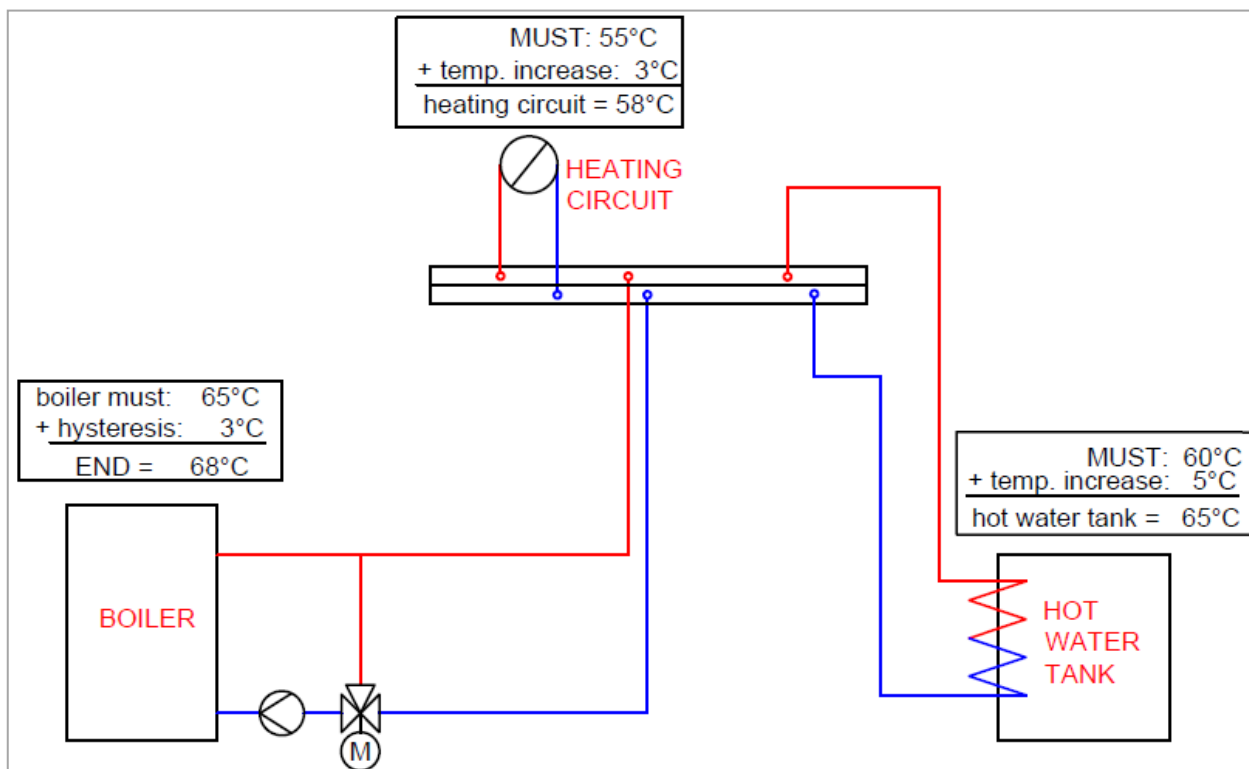 MUST: 55°C
+ temp. increase: 3°C
heating circuit = 58°C
HEATING
CIRCUIT
boiler must: 65°C
+ hysteresis: 3°C
END = 68°C
MUST: 60°C
+ temp. increase: 5°C
hot water tank = 65°C
BOILER
HOT
WATER
TANK
M